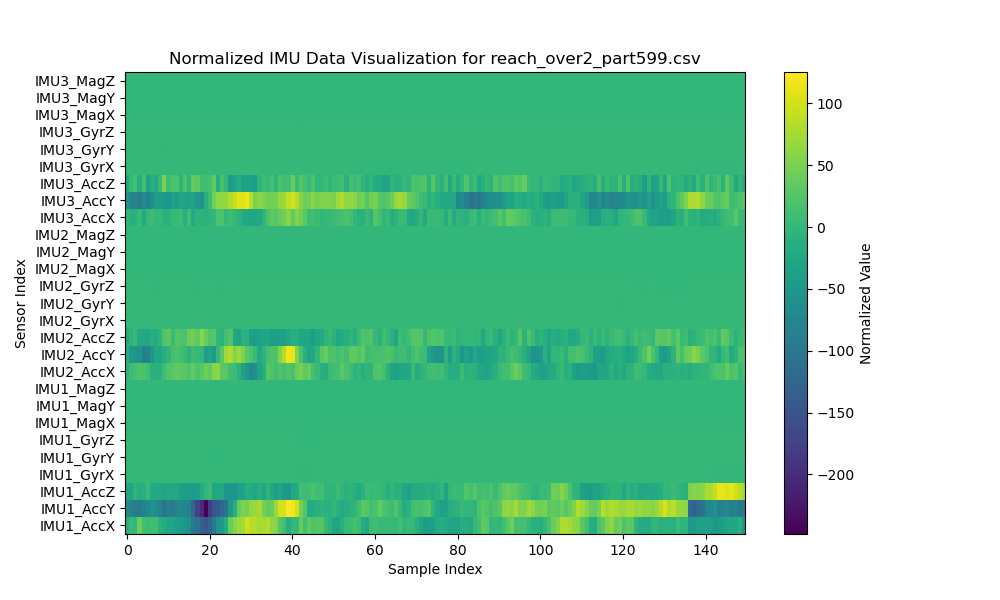 Normalized IMU Data Visualization for reach_over2_part599.csv
IMU3_MagZ
IMU3_MagY
IMU3_MagX
IMU3_GyrZ
IMU3_GyrY
IMU3_GyrX
IMU3_AccZ
IMU3_AccY
IMU3_AccX
IMU2_MagZ
IMU2_MagY
IMU2_MagX
IMU2_GyrZ
IMU2_GyrY
IMU2_GyrX
IMU2_AccZ
IMU2_AccY
IMU2_AccX
IMU1_MagZ
IMU1_MagY
IMU1_MagX
IMU1_GyrZ
IMU1_GyrY
IMU1_GyrX
IMU1_AccZ
IMU1_AccY
IMU1_AccX
Sensor Index
0 20 40 60 80 100 120 140
Sample Index
100
50
0
−50
−100
−150
−200
Normalized Value